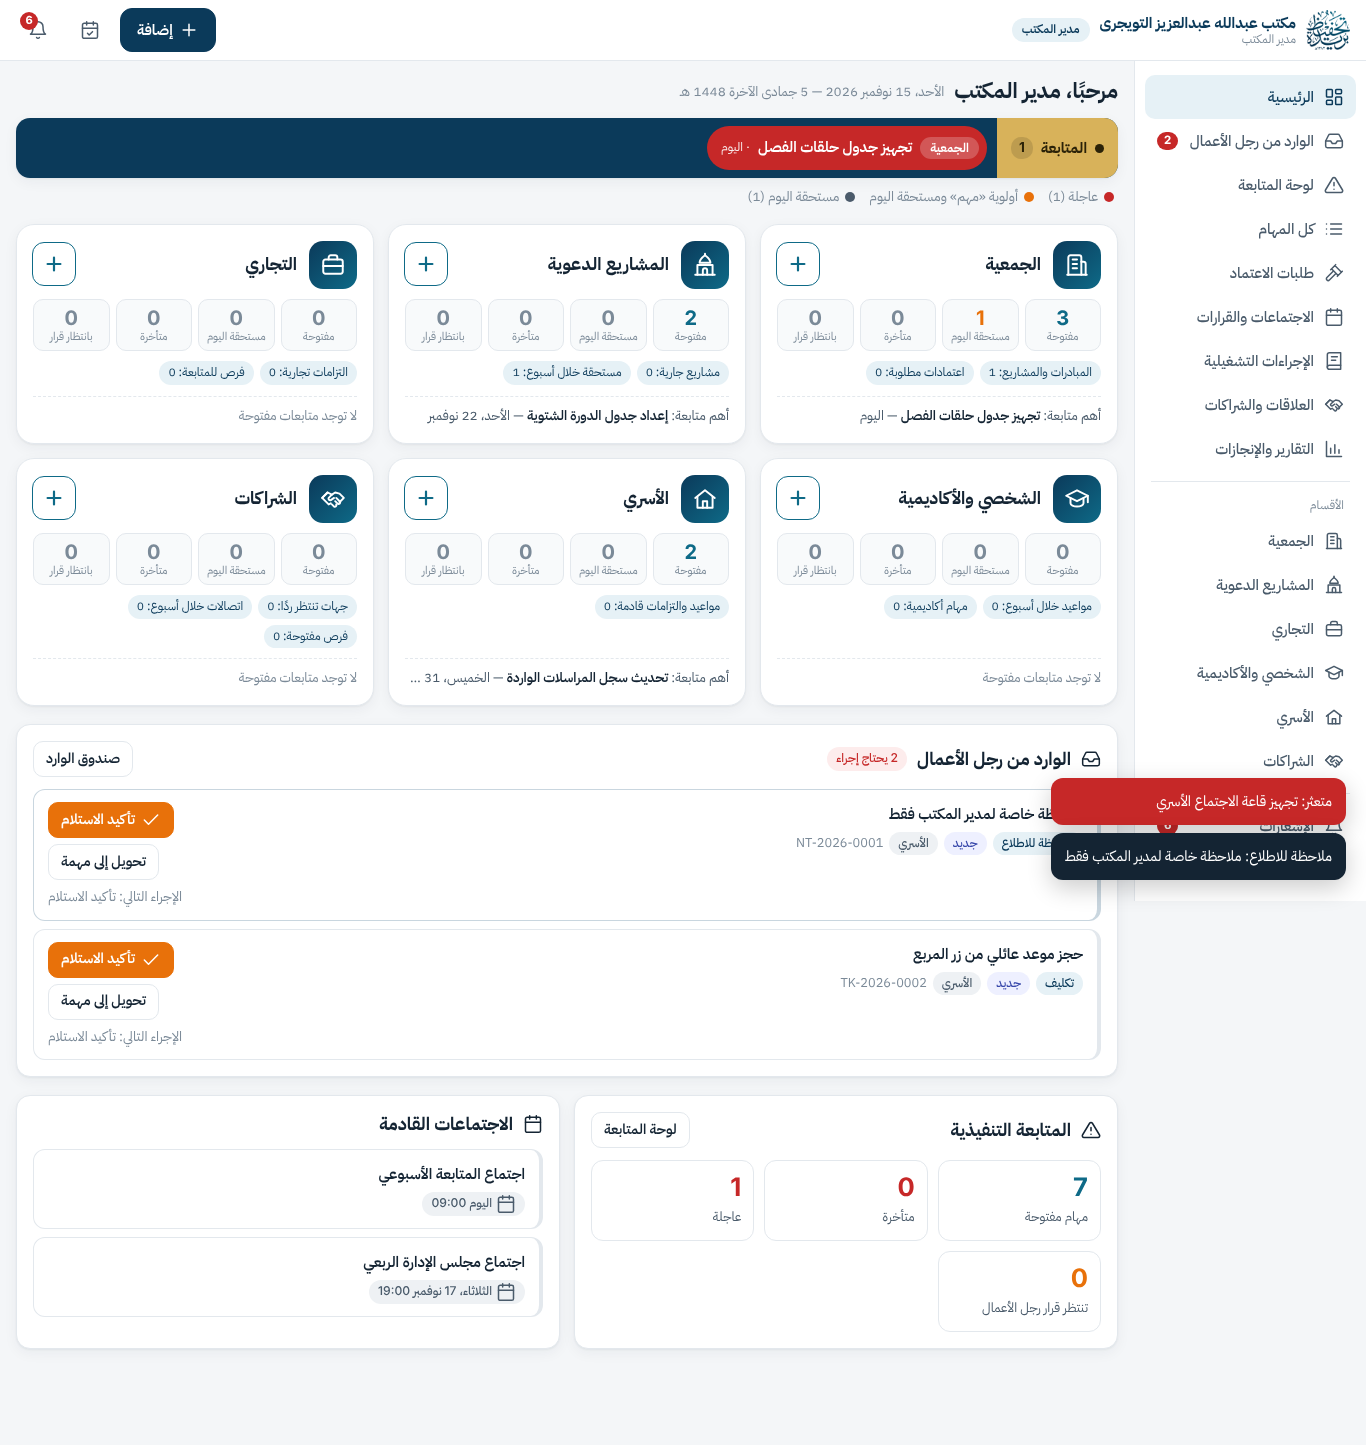 مكتب عبدالله عبدالعزيز التويجري
مدير المكتب
مدير المكتب
إضافة
6
الرئيسية
الوارد من رجل الأعمال 2
لوحة المتابعة
كل المهام
طلبات الاعتماد
الاجتماعات والقرارات
الإجراءات التشغيلية
العلاقات والشراكات
التقارير والإنجازات
الأقسام
الجمعية
المشاريع الدعوية
التجاري
الشخصي والأكاديمية
الأسري
الشراكات
مرحبًا، مدير المكتب الأحد، 15 نوفمبر 2026 — 5 جمادى الآخرة 1448 هـ
المتابعة 1 الجمعية تجهيز جدول حلقات الفصل · اليوم
عاجلة (1) أولوية «مهم» ومستحقة اليوم مستحقة اليوم (1)
الجمعية
3 1 0 0
مفتوحة مستحقة اليوم متأخرة بانتظار قرار
المبادرات والمشاريع: 1 اعتمادات مطلوبة: 0
أهم متابعة: تجهيز جدول حلقات الفصل — اليوم
المشاريع الدعوية
2 0 0 0
مفتوحة مستحقة اليوم متأخرة بانتظار قرار
مشاريع جارية: 0 مستحقة خلال أسبوع: 1
أهم متابعة: إعداد جدول الدورة الشتوية — الأحد، 22 نوفمبر
التجاري
0 0 0 0
مفتوحة مستحقة اليوم متأخرة بانتظار قرار
التزامات تجارية: 0 فرص للمتابعة: 0
لا توجد متابعات مفتوحة
الشخصي والأكاديمية
0 0 0 0
مفتوحة مستحقة اليوم متأخرة بانتظار قرار
مواعيد خلال أسبوع: 0 مهام أكاديمية: 0
لا توجد متابعات مفتوحة
الأسري
2 0 0 0
مفتوحة مستحقة اليوم متأخرة بانتظار قرار
مواعيد والتزامات قادمة: 0
أهم متابعة: تحديث سجل المراسلات الواردة — الخميس، 31 ...
الشراكات
0 0 0 0
مفتوحة مستحقة اليوم متأخرة بانتظار قرار
جهات تنتظر ردًا: 0 اتصالات خلال أسبوع: 0
فرص مفتوحة: 0
لا توجد متابعات مفتوحة
الوارد من رجل الأعمال 2 يحتاج إجراء
صندوق الوارد
خاصة لمدير المكتب فقط
للاطلاع جديد الأسري NT-2026-0001
تأكيد الاستلام
تحويل إلى مهمة
الإجراء التالي: تأكيد الاستلام
حجز موعد عائلي من زر المربع
تكليف جديد الأسري TK-2026-0002
تأكيد الاستلام
تحويل إلى مهمة
الإجراء التالي: تأكيد الاستلام
متعثر: تجهيز قاعة الاجتماع الأسري
ملاحظة للاطلاع: ملاحظة خاصة لمدير المكتب فقط
المتابعة التنفيذية
لوحة المتابعة
7 0 1
مهام مفتوحة متأخرة عاجلة
0
تنتظر قرار رجل الأعمال
الاجتماعات القادمة
اجتماع المتابعة الأسبوعي
اليوم 09:00
اجتماع مجلس الإدارة الربعي
الثلاثاء، 17 نوفمبر 19:00